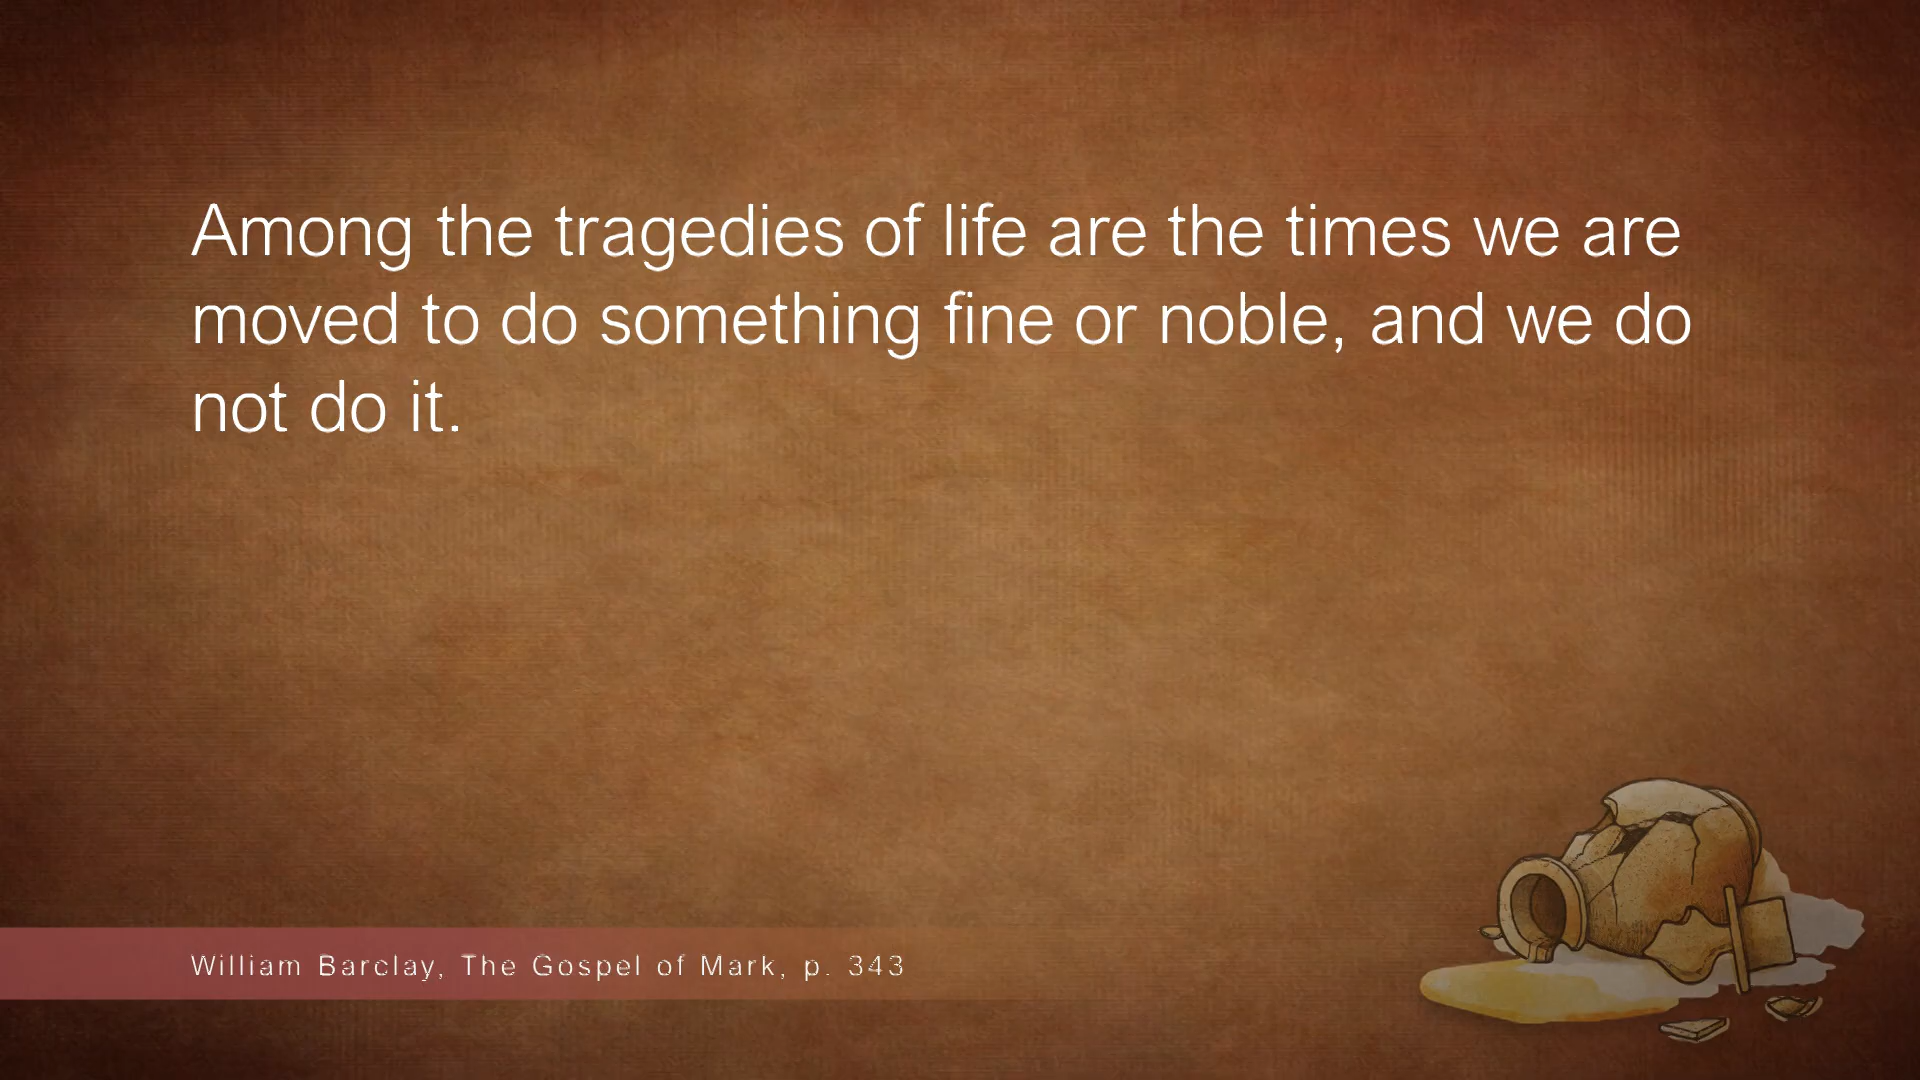 Among the tragedies of life are the times we are
moved to do something fine or noble, and we do
not do it.
William Barclay, The Gospel of Mark, p. 343